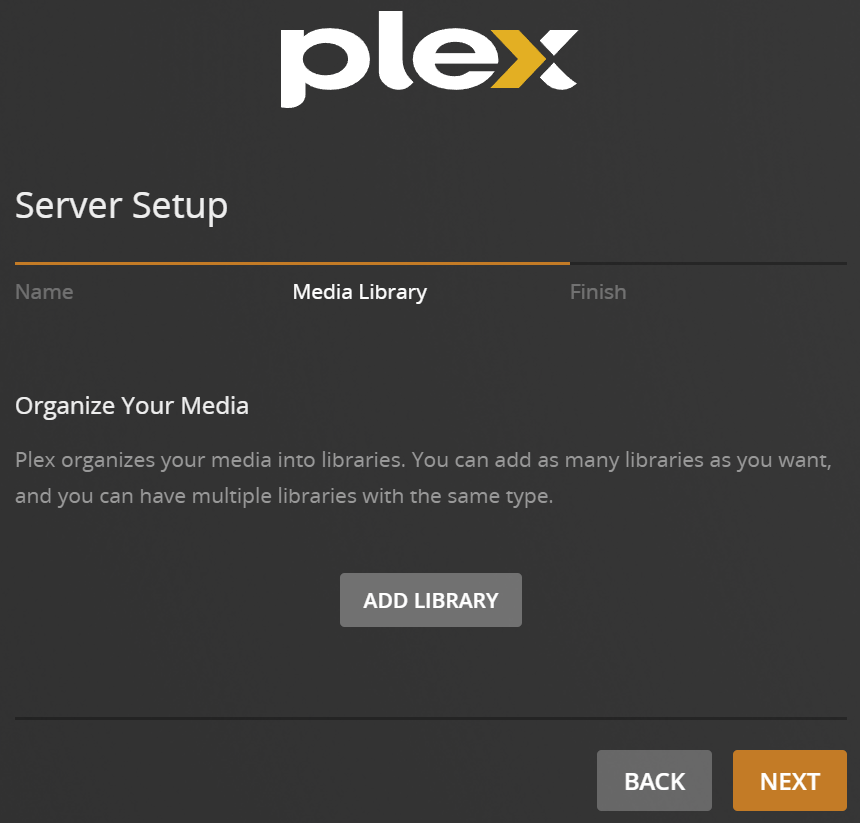 plex
Server Setup
Name
Media Library
Finish
Organize Your Media
Plex organizes your media into libraries. You can add as many libraries as you want,
and you can have multiple libraries with the same type.
ADD LIBRARY
BACK
NEXT